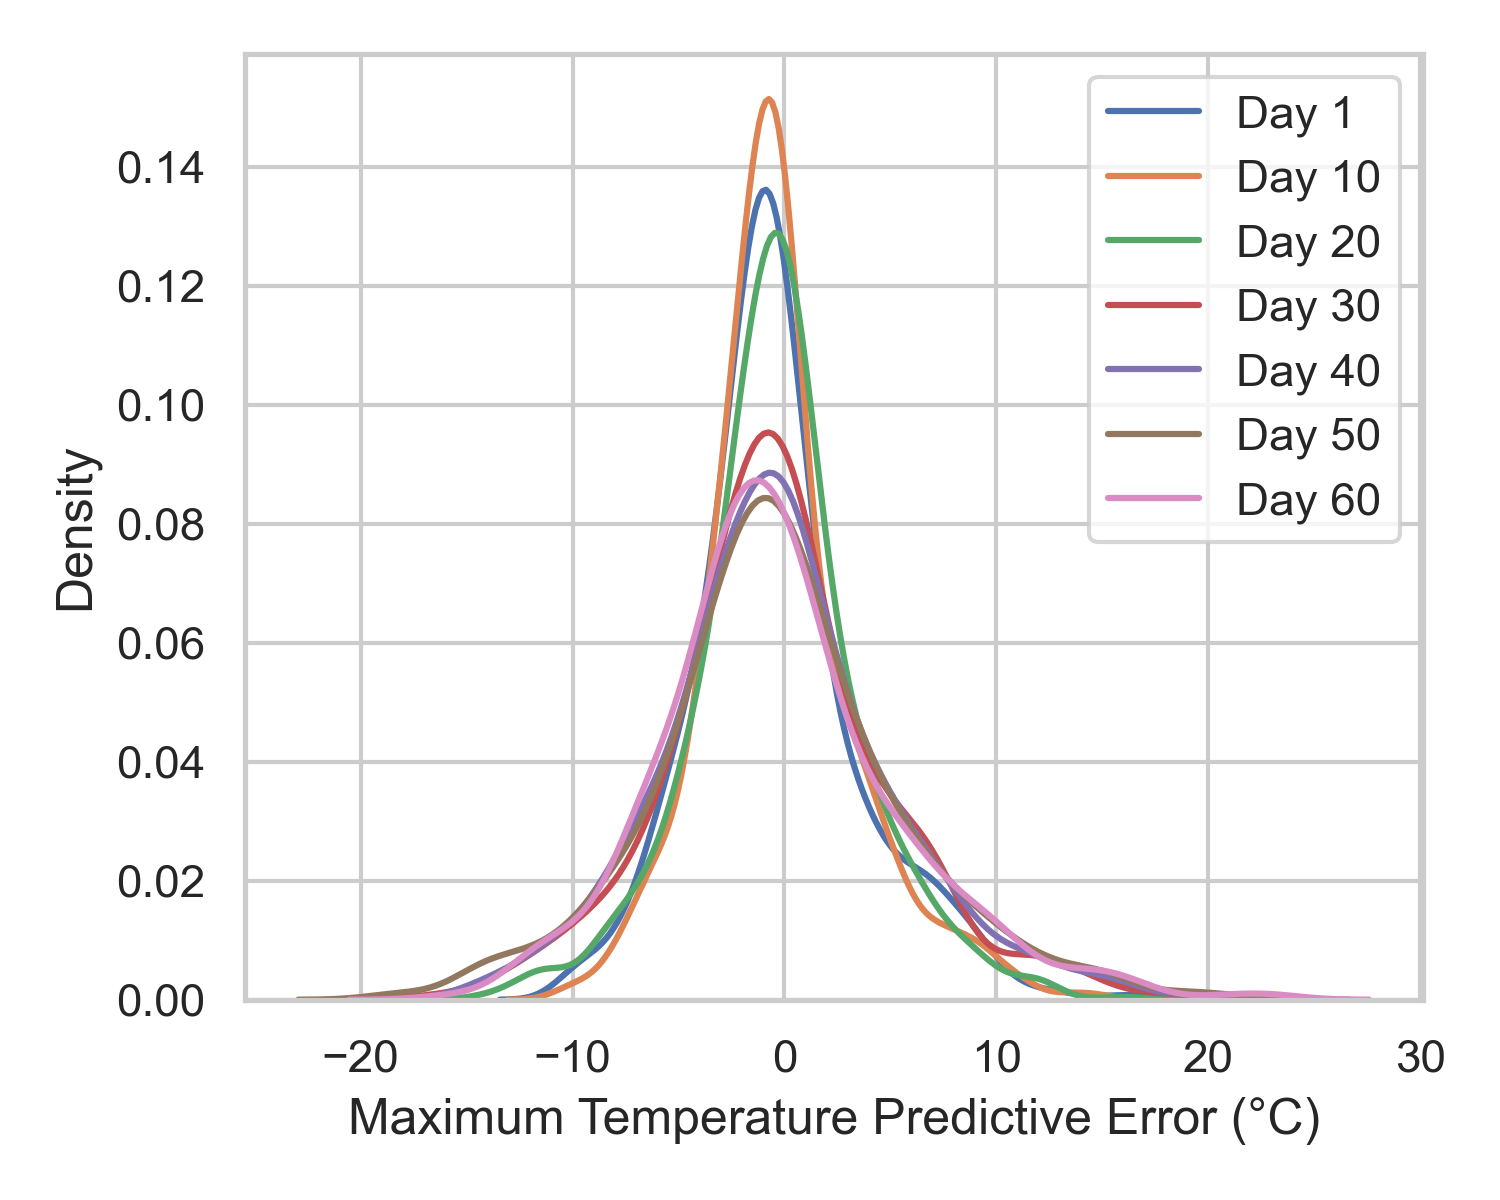 Day 1
Day 10
Day 20
Day 30
Day 40
Day 50
Day 60
0.14
0.12
0.10
0.08
0.06
0.04
0.02
0.00
Density
−20 −10 0 10 20 30
Maximum Temperature Predictive Error (°C)